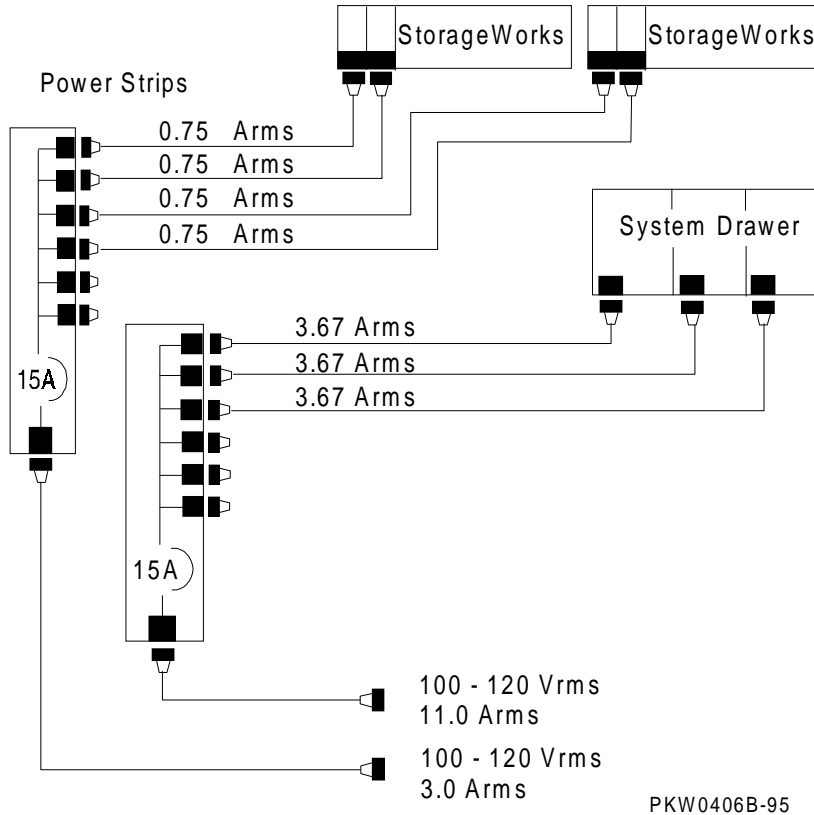 StorageWorks
StorageWorks
Power Strips
0.75 Arms
0.75 Arms
0.75 Arms
0.75 Arms
System Drawer
3.67 Arms
3.67 Arms
3.67 Arms
15A
15A
100 - 120 Vrms
11.0 Arms
100 - 120 Vrms
3.0 Arms
PKW0406B-95